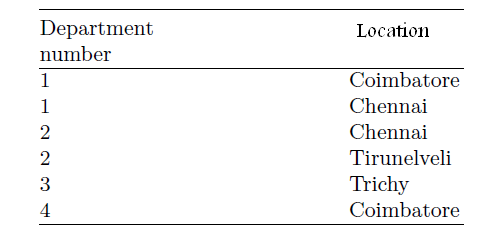 Department Location
number
1 Coimbatore
1 Chennai
2 Chennai
2 Tirunelveli
3 Trichy
4 Coimbatore